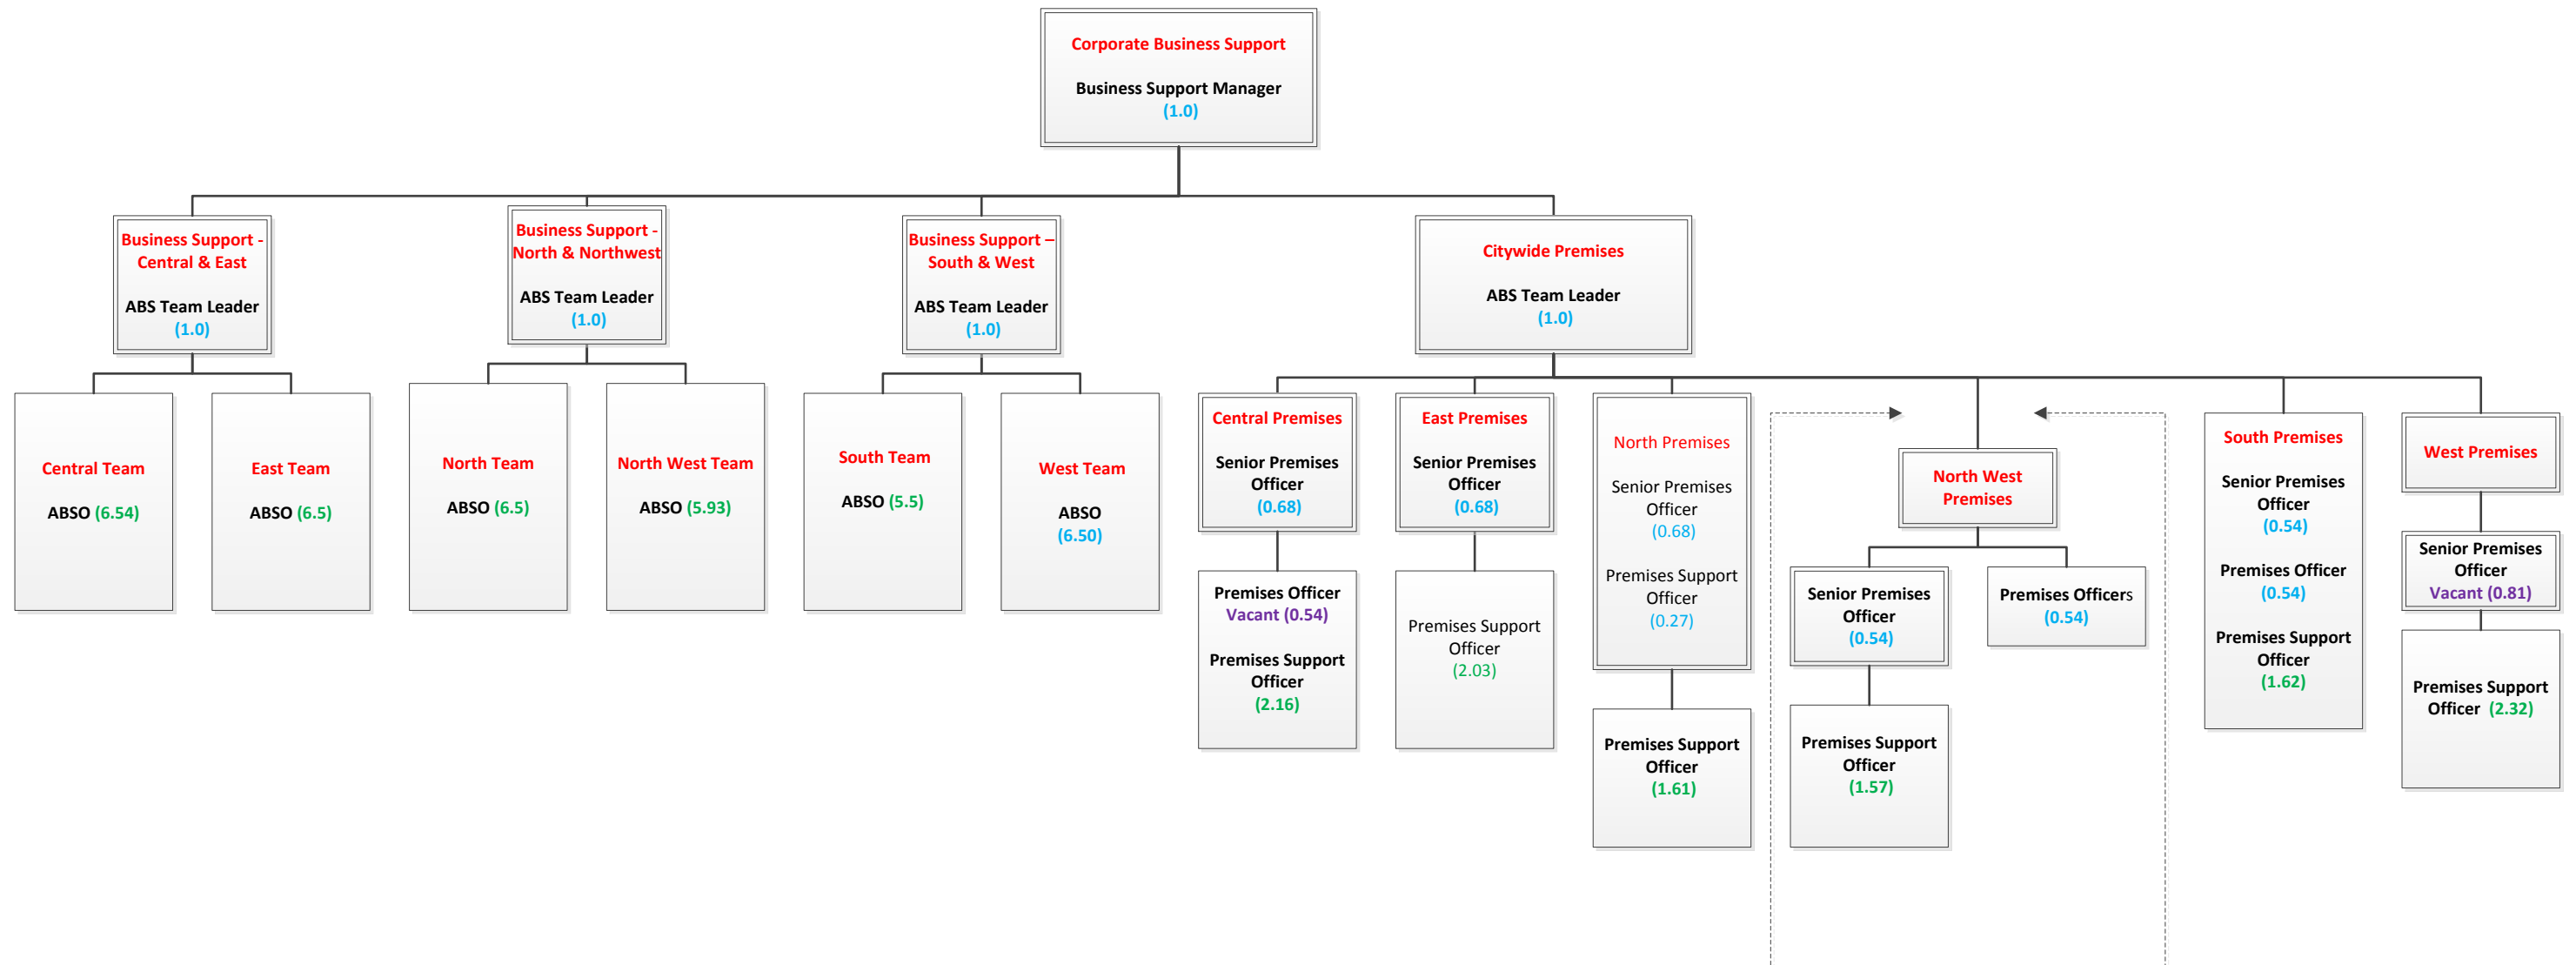 Corporate Business Support
Business Support Manager
(1.0)
Business Support -
Central & East
ABS Team Leader
(1.0)
Business Support -
North & Northwest
ABS Team Leader
(1.0)
Business Support –
South & West
ABS Team Leader
(1.0)
Citywide Premises
ABS Team Leader
(1.0)
Central Team
ABSO (6.54)
East Team
ABSO (6.5)
North Team
ABSO (6.5)
North West Team
ABSO (5.93)
South Team
ABSO (5.5)
West Team
ABSO
(6.50)
Central Premises
Senior Premises
Officer
(0.68)
Premises Officer
Vacant (0.54)
Premises Support
Officer
(2.16)
East Premises
Senior Premises
Officer
(0.68)
Premises Support
Officer
(2.03)
North Premises
Senior Premises
Officer
(0.68)
Premises Support
Officer
(0.27)
Premises Support
Officer
(1.61)
North West
Premises
Senior Premises
Officer
(0.54)
Premises Officers
(0.54)
Premises Support
Officer
(1.57)
South Premises
Senior Premises
Officer
(0.54)
Premises Officer
(0.54)
Premises Support
Officer
(1.62)
West Premises
Senior Premises
Officer
Vacant (0.81)
Premises Support
Officer (2.32)